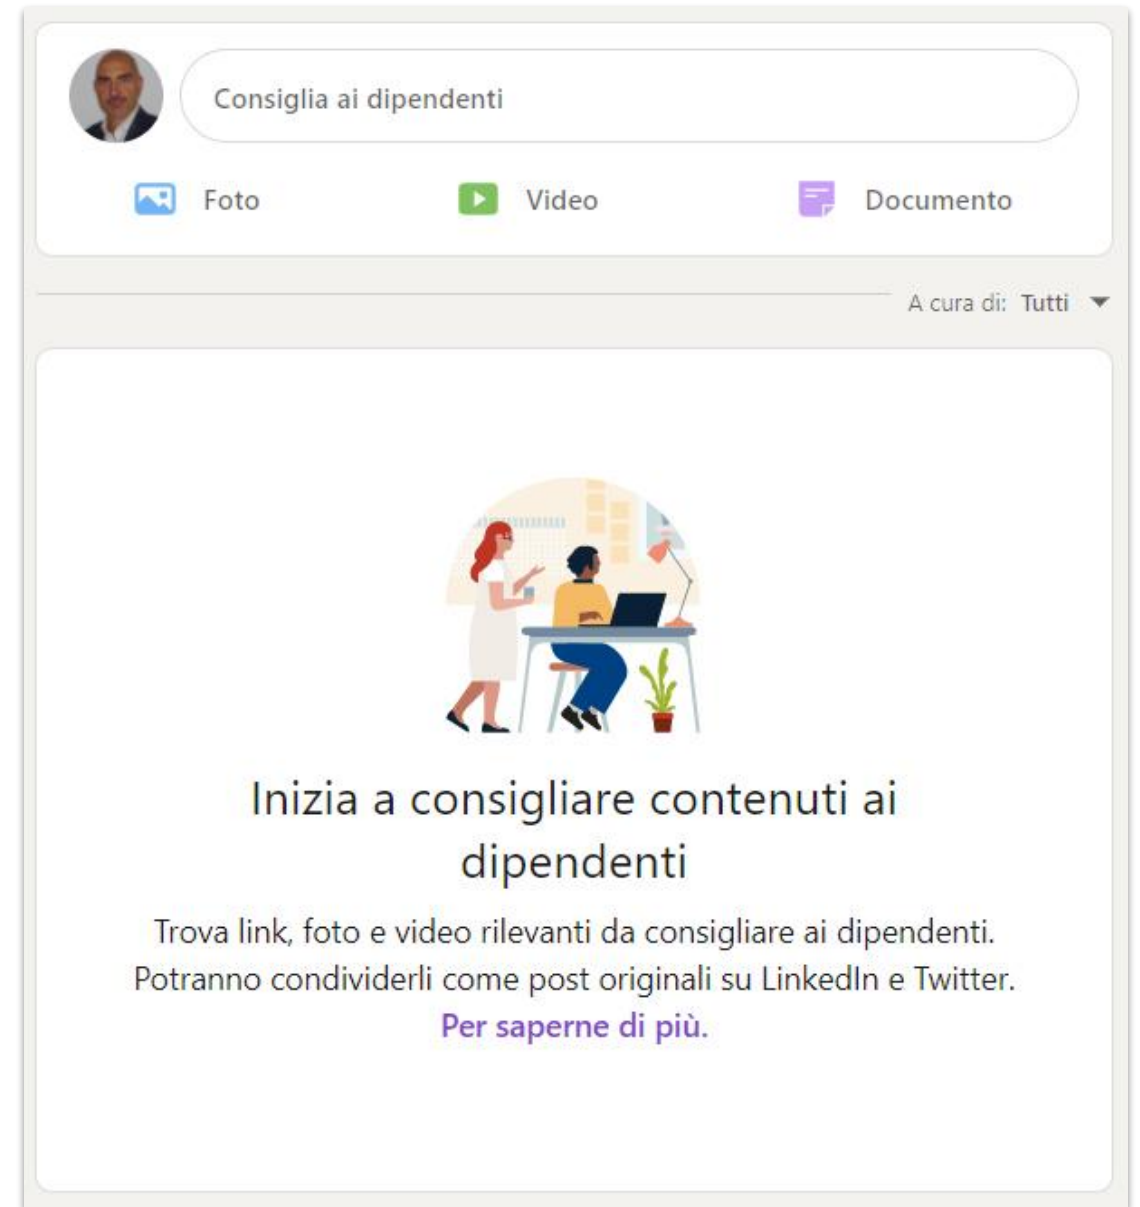 Consiglia ai dipendenti
Foto Video Documento
A cura di: Tutti
Inizia a consigliare contenuti ai
dipendenti
Trova link, foto e video rilevanti da consigliare ai dipendenti.
Potranno condividerli come post originali su LinkedIn e Twitter.
Per saperne di più.